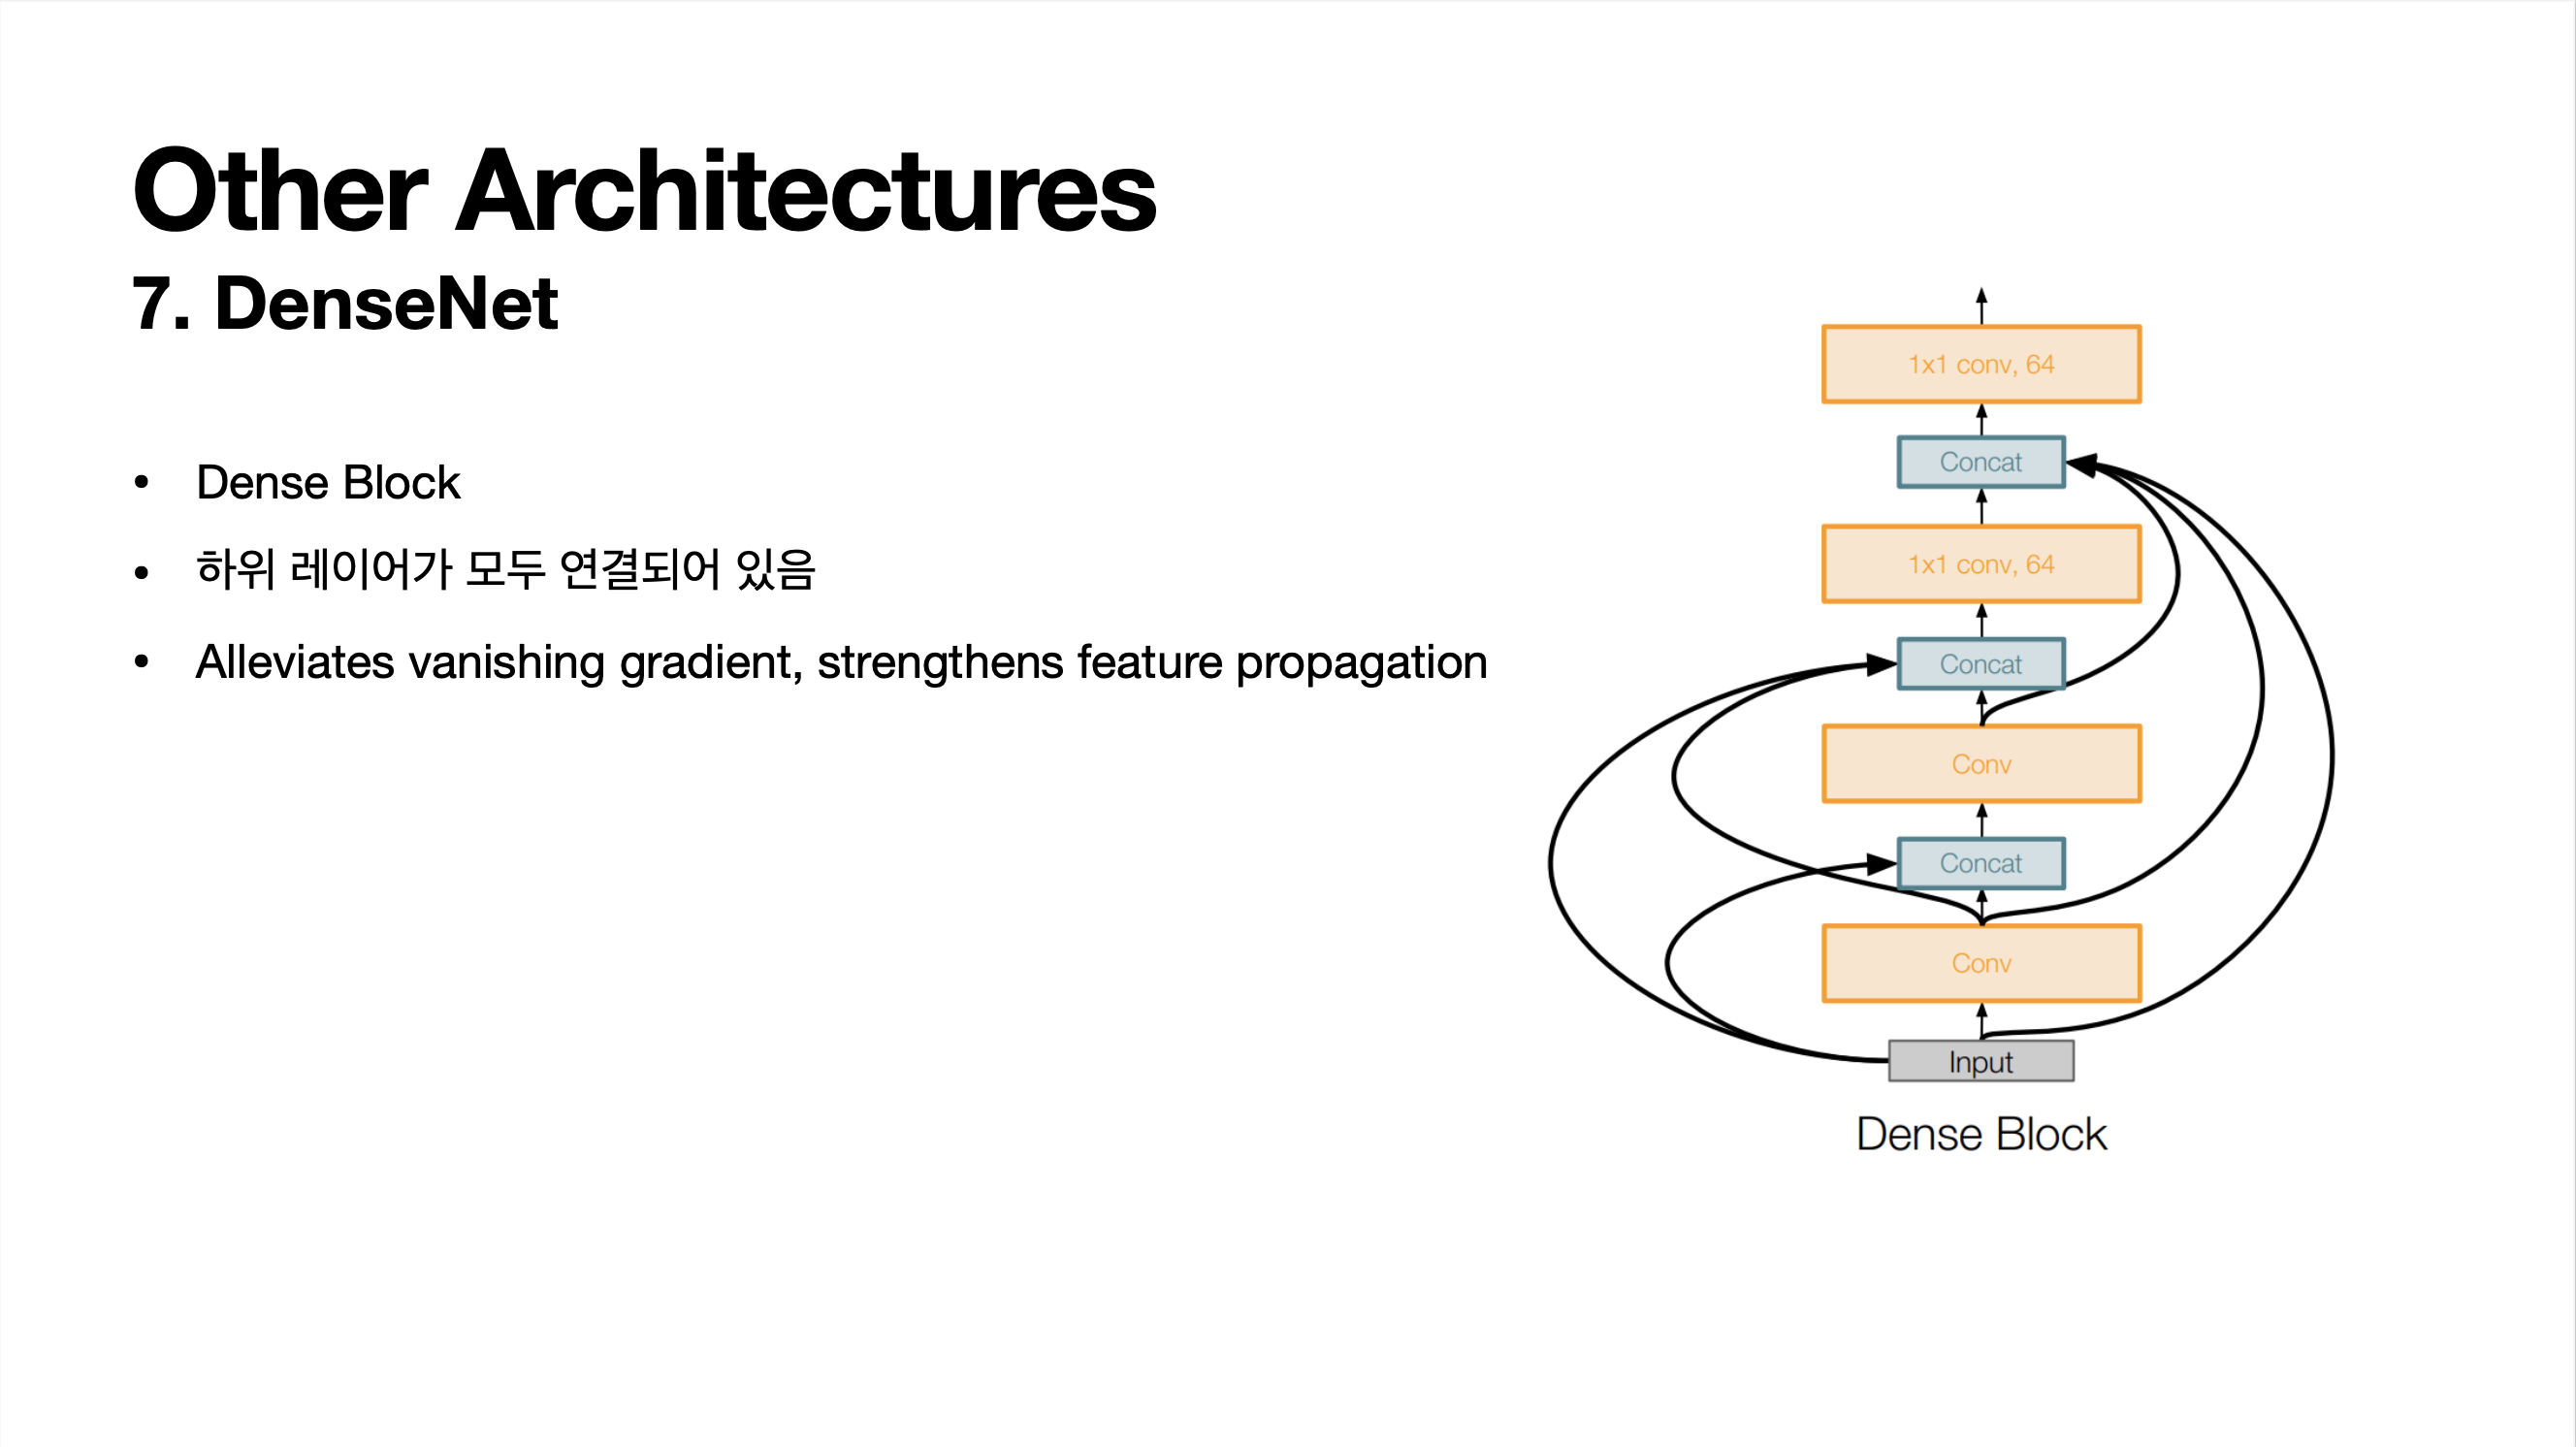 Other Architectures
7. DenseNet
• Dense Block
• 하위 레이어가 모두 연결되어 있음
• Alleviates vanishing gradient, strengthens feature propagation
1x1 conv, 64
Concat
1x1 conv, 64
Concat
Conv
Concat
Conv
Input
Dense Block